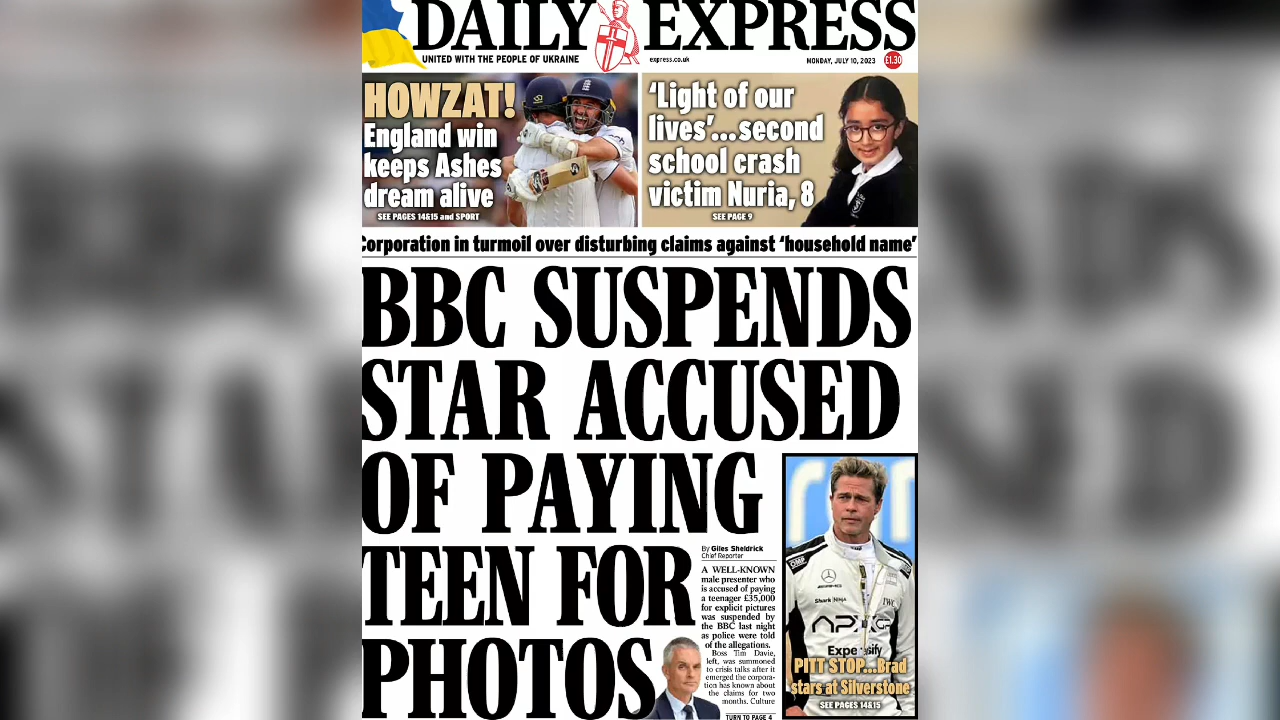 DAILY EXPRESS
UNITED WITH THE PEOPLE OF UKRAINE
express.co.uk
MONDAY, JULY 10, 2023
£1.30
HOWZAT!
England win
keeps Ashes
dream alive
SEE PAGES 14&15 and SPORT
‘Light of our
lives’...second
school crash
victim Nuria, 8
SEE PAGE 9
Corporation in turmoil over disturbing claims against ‘household name’
BBC SUSPENDS
STAR ACCUSED
OF PAYING
TEEN FOR
PHOTOS
By Giles Sheldrick
Chief Reporter
A WELL-KNOWN
male presenter who
is accused of paying
a teenager £35,000
for explicit pictures
was suspended by
the BBC last night
as police were told
of the allegations.
Boss Tim Davie,
left, was summoned
to crisis talks after it
emerged the corpora-
tion has known about
the claims for two
months. Culture
TURN TO PAGE 4
OMP
AMG
Shark NINJA
IWC
APXGP
Expensify
PITT STOP...Brad
stars at Silverstone
SEE PAGES 14&15